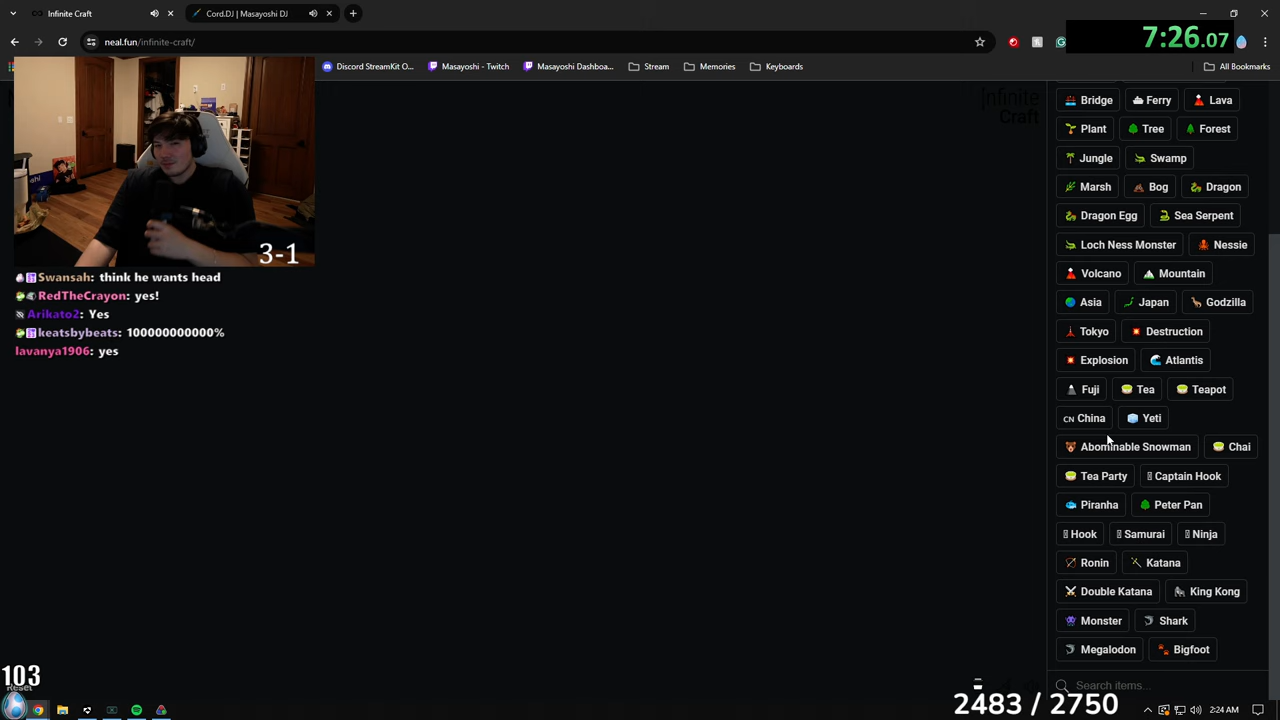 Infinite Craft
Cord.DJ | Masayoshi DJ
7:26.07
neal.fun/infinite-craft/
Discord StreamKit O...
Masayoshi - Twitch
Masayoshi Dashboa...
Stream
Memories
Keyboards
All Bookmarks
Infinite
Craft
3-1
Swansah: think he wants head
RedTheCrayon: yes!
Arikato2: Yes
keatsbybeats: 100000000000%
lavanya1906: yes
Bridge Ferry Lava
Plant Tree Forest
Jungle Swamp
Marsh Bog Dragon
Dragon Egg Sea Serpent
Loch Ness Monster Nessie
Volcano Mountain
Asia Japan Godzilla
Tokyo Destruction
Explosion Atlantis
Fuji Tea Teapot
CN China Yeti
Abominable Snowman Chai
Tea Party Captain Hook
Piranha Peter Pan
Hook Samurai Ninja
Ronin Katana
Double Katana King Kong
Monster Shark
Megalodon Bigfoot
Search items...
103
Reset
2483 / 2750
2:24 AM